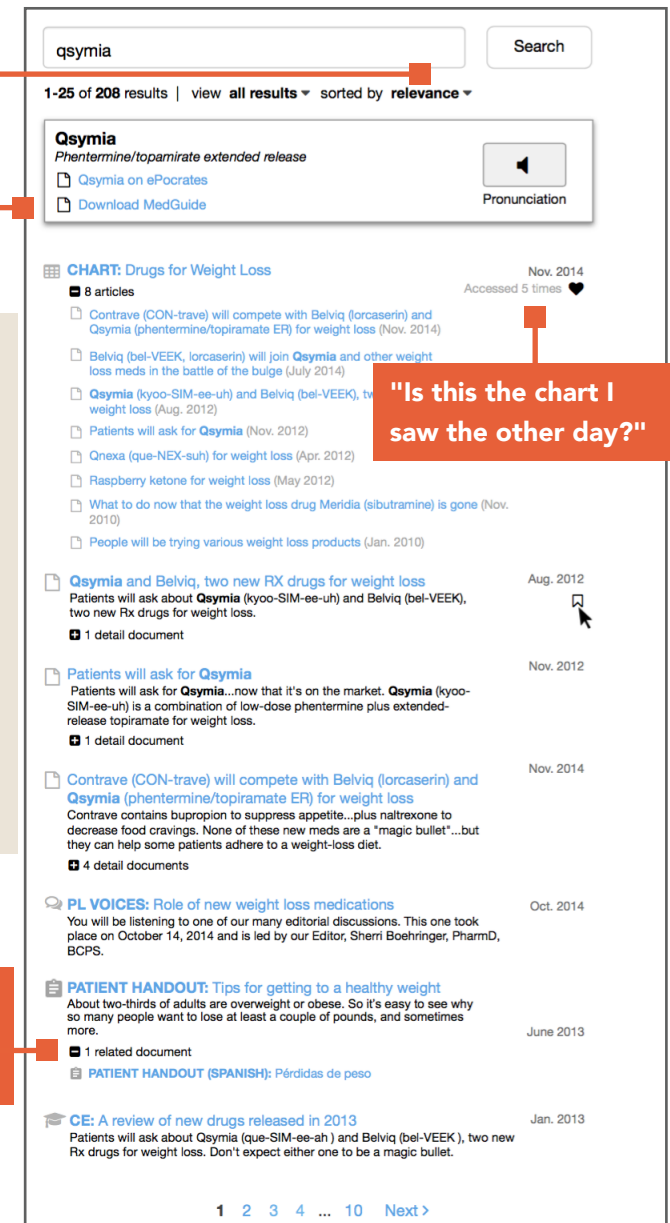 qsymia
Search
1-25 of 208 results | view all results sorted by relevance
Qsymia
Phentermine/topamirate extended release
Qsymia on ePocrates
Download MedGuide
Pronunciation
CHART: Drugs for Weight Loss
Nov. 2014
8 articles
Accessed 5 times
Contrave (CON-trave) will compete with Belviq (lorcaserin) and
Qsymia (phentermine/topiramate ER) for weight loss (Nov. 2014)
Belviq (bel-VEEK, lorcaserin) will join Qsymia and other weight
loss meds in the battle of the bulge (July 2014)
Qsymia (kyoo-SIM-ee-uh) and Belviq (bel-VEEK),
weight loss (Aug. 2012)
Patients will ask for Qsymia (Nov. 2012)
Qnexa (que-NEX-suh) for weight loss (Apr. 2012)
Raspberry ketone for weight loss (May 2012)
What to do now that the weight loss drug Meridia (sibutramine) is gone (Nov.
2010)
People will be trying various weight loss products (Jan. 2010)
"Is this the chart I
saw the other day?"
Qsymia and Belviq, two new RX drugs for weight loss
Aug. 2012
Patients will ask about Qsymia (kyoo-SIM-ee-uh) and Belviq (bel-VEEK),
two new Rx drugs for weight loss.
1 detail document
Patients will ask for Qsymia
Nov. 2012
Patients will ask for Qsymia...now that it's on the market. Qsymia (kyoo-
SIM-ee-uh) is a combination of low-dose phentermine plus extended-
release topiramate for weight loss.
1 detail document
Contrave (CON-trave) will compete with Belviq (lorcaserin) and
Nov. 2014
Qsymia (phentermine/topiramate ER) for weight loss
Contrave contains bupropion to suppress appetite...plus naltrexone to
decrease food cravings. None of these new meds are a "magic bullet"...but
they can help some patients adhere to a weight-loss diet.
4 detail documents
PL VOICES: Role of new weight loss medications
Oct. 2014
You will be listening to one of our many editorial discussions. This one took
place on October 14, 2014 and is led by our Editor, Sherri Boehringer, PharmD,
BCPS.
PATIENT HANDOUT: Tips for getting to a healthy weight
About two-thirds of adults are overweight or obese. So it's easy to see why
so many people want to lose at least a couple of pounds, and sometimes
more.
June 2013
1 related document
PATIENT HANDOUT (SPANISH): Pérdidas de peso
CE: A review of new drugs released in 2013
Jan. 2013
Patients will ask about Qsymia (que-SIM-ee-ah ) and Belviq (bel-VEEK ), two new
Rx drugs for weight loss. Don't expect either one to be a magic bullet.
1 2 3 4 ... 10 Next >